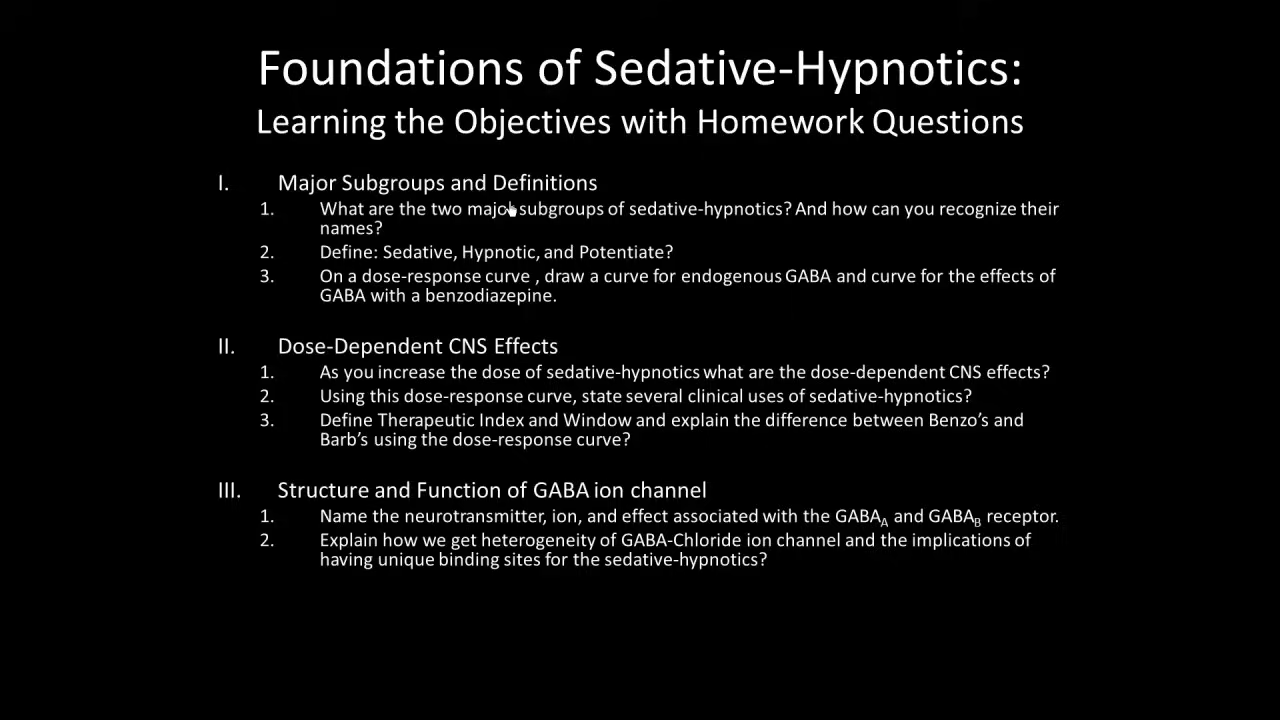 Foundations of Sedative-Hypnotics:
Learning the Objectives with Homework Questions
I. Major Subgroups and Definitions
1. What are the two major subgroups of sedative-hypnotics? And how can you recognize their
names?
2. Define: Sedative, Hypnotic, and Potentiate?
3. On a dose-response curve , draw a curve for endogenous GABA and curve for the effects of
GABA with a benzodiazepine.
II. Dose-Dependent CNS Effects
1. As you increase the dose of sedative-hypnotics what are the dose-dependent CNS effects?
2. Using this dose-response curve, state several clinical uses of sedative-hypnotics?
3. Define Therapeutic Index and Window and explain the difference between Benzo’s and
Barb’s using the dose-response curve?
III. Structure and Function of GABA ion channel
1. Name the neurotransmitter, ion, and effect associated with the GABA_A and GABA_B receptor.
2. Explain how we get heterogeneity of GABA-Chloride ion channel and the implications of
having unique binding sites for the sedative-hypnotics?